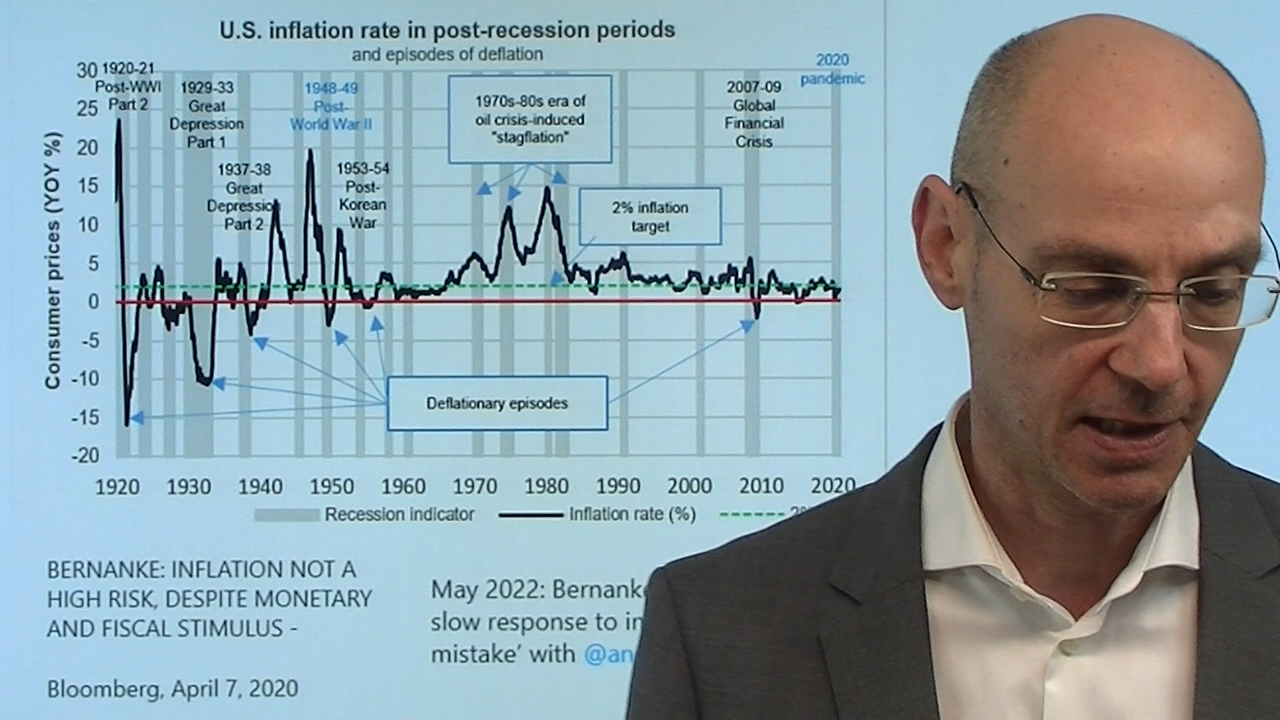 U.S. inflation rate in post-recession periods
and episodes of deflation
Consumer prices (YOY %)
30
25
20
15
10
5
0
-5
-10
-15
-20
1920-21
Post-WWI
Part 2
1929-33
Great
Depression
Part 1
1937-38
Great
Depression
Part 2
1948-49
Post-
World War II
1953-54
Post-
Korean
War
1970s-80s era of
oil crisis-induced
"stagflation"
2% inflation
target
2007-09
Global
Financial
Crisis
2020
pandemic
Deflationary episodes
1920 1930 1940 1950 1960 1970 1980 1990 2000 2010 2020
Recession indicator Inflation rate (%)
BERNANKE: INFLATION NOT A
HIGH RISK, DESPITE MONETARY
AND FISCAL STIMULUS -
Bloomberg, April 7, 2020
May 2022: Bernanke
slow response to
mistake’ with